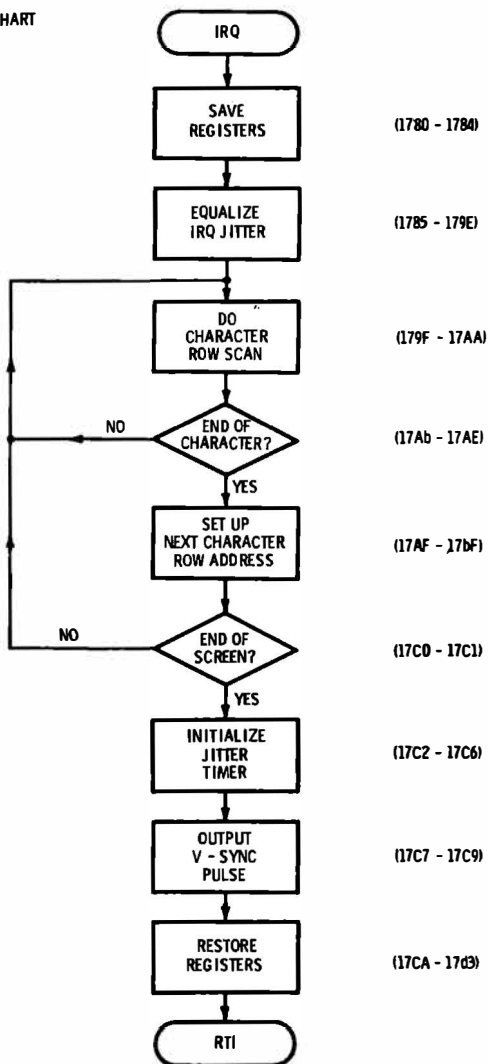 HART
IRQ
SAVE
REGISTERS
(1780 - 1784)
EQUALIZE
IRQ JITTER
(1785 - 179E)
DO
CHARACTER
ROW SCAN
(179F - 17AA)
NO
END OF
CHARACTER?
(17Ab - 17AE)
YES
SET UP
NEXT CHARACTER
ROW ADDRESS
(17AF - 17bF)
NO
END OF
SCREEN?
(17C0 - 17C1)
YES
INITIALIZE
JITTER
TIMER
(17C2 - 17C6)
OUTPUT
V - SYNC
PULSE
(17C7 - 17C9)
RESTORE
REGISTERS
(17CA - 17d3)
RTI